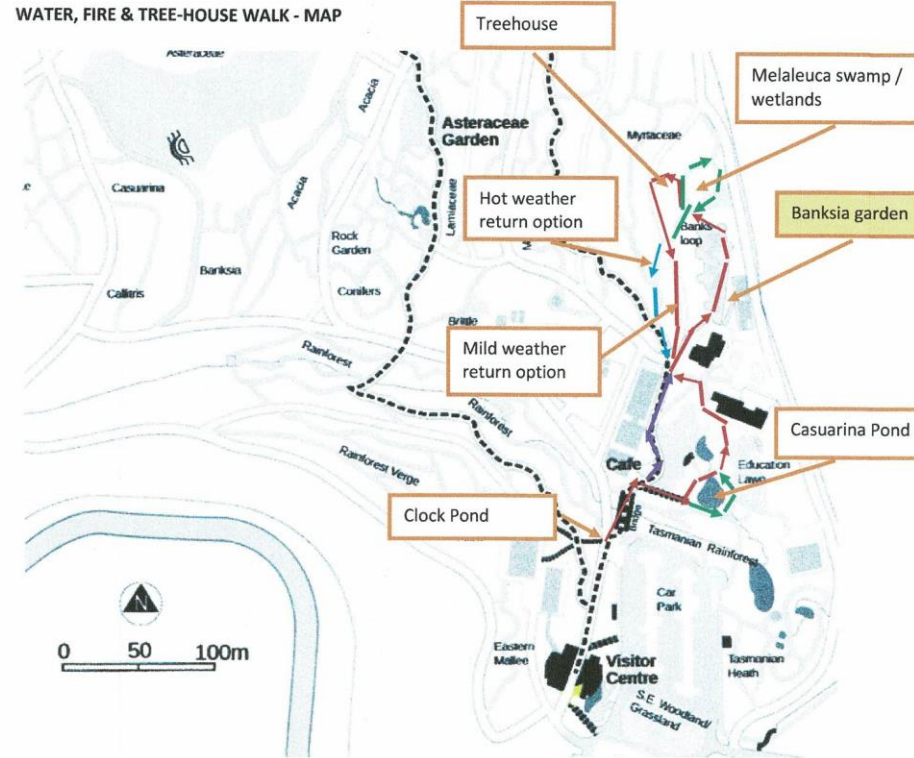 WATER, FIRE & TREE-HOUSE WALK - MAP
Treehouse
Asteraceae
Melaleuca swamp /
wetlands
Acacia
Asteraceae
Garden
Myrtaceae
Casuarina
Acacia
Lamiaceae
Hot weather
return option
Banksia garden
Banks
loop
Rock
Garden
Banksia
Callitris
Conifers
Mild weather
return option
Rainforest
Rainforest
Casuarina Pond
Rainforest Verge
Cafe
Education
Clock Pond
Bridge
Tasmanian Rainforest
N
Car
Park
0 50 100m
Eastern
Mallee
Visitor
Centre
Tasmanian
Heath
S.E. Woodland/
Grassland